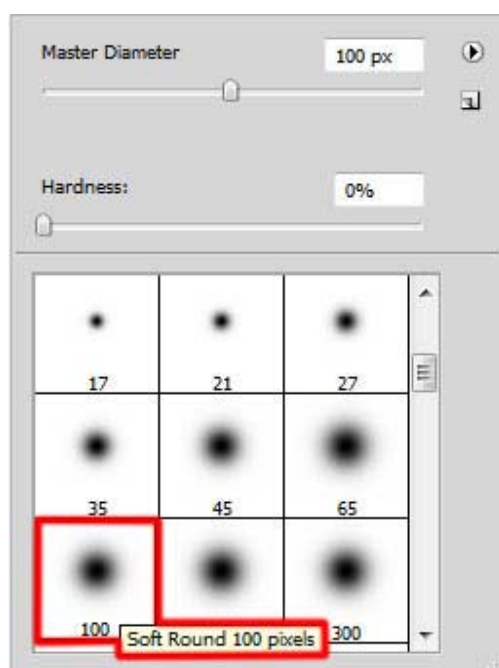 Master Diameter 100 px
Hardness: 0%
17 21 27
35 45 65
100 300
Soft Round 100 pixels